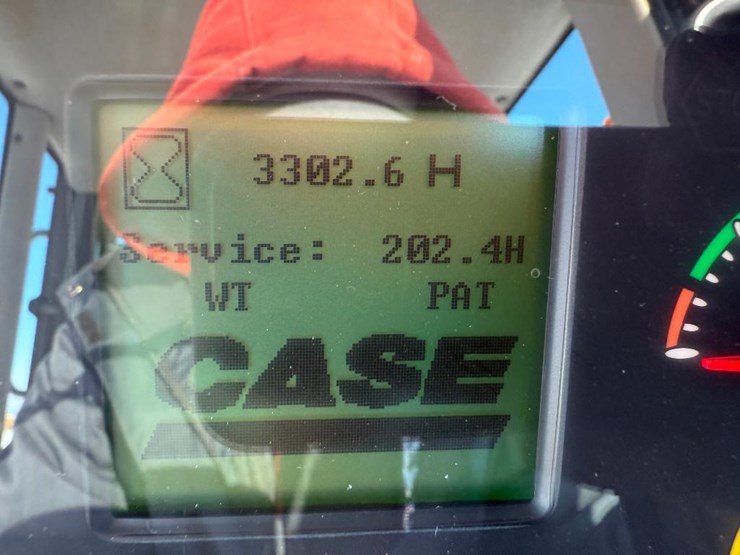 3302.6 H
Service: 202.4H
WT PAT
CASE